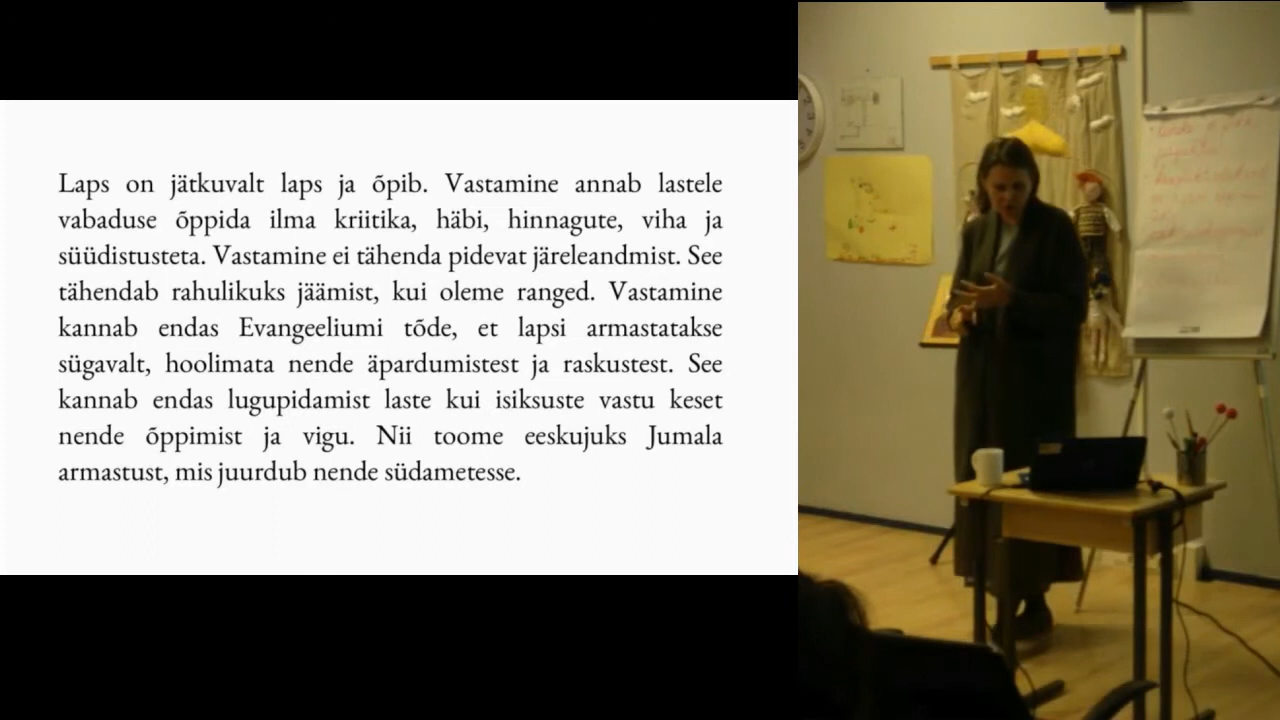 Laps on jätkuvalt laps ja õpib. Vastamine annab lastele
vabaduse õppida ilma kriitika, häbi, hinnagute, viha ja
süüdistusteta. Vastamine ei tähenda pidevat järeleandmist. See
tähendab rahulikuks jäämist, kui oleme ranged. Vastamine
kannab endas Evangeeliumi tõde, et lapsi armastatakse
sügavalt, hoolimata nende äpardumistest ja raskustest. See
kannab endas lugupidamist laste kui isiksuste vastu keset
nende õppimist ja vigu. Nii toome eeskujuks Jumala
armastust, mis juurdub nende südametesse.